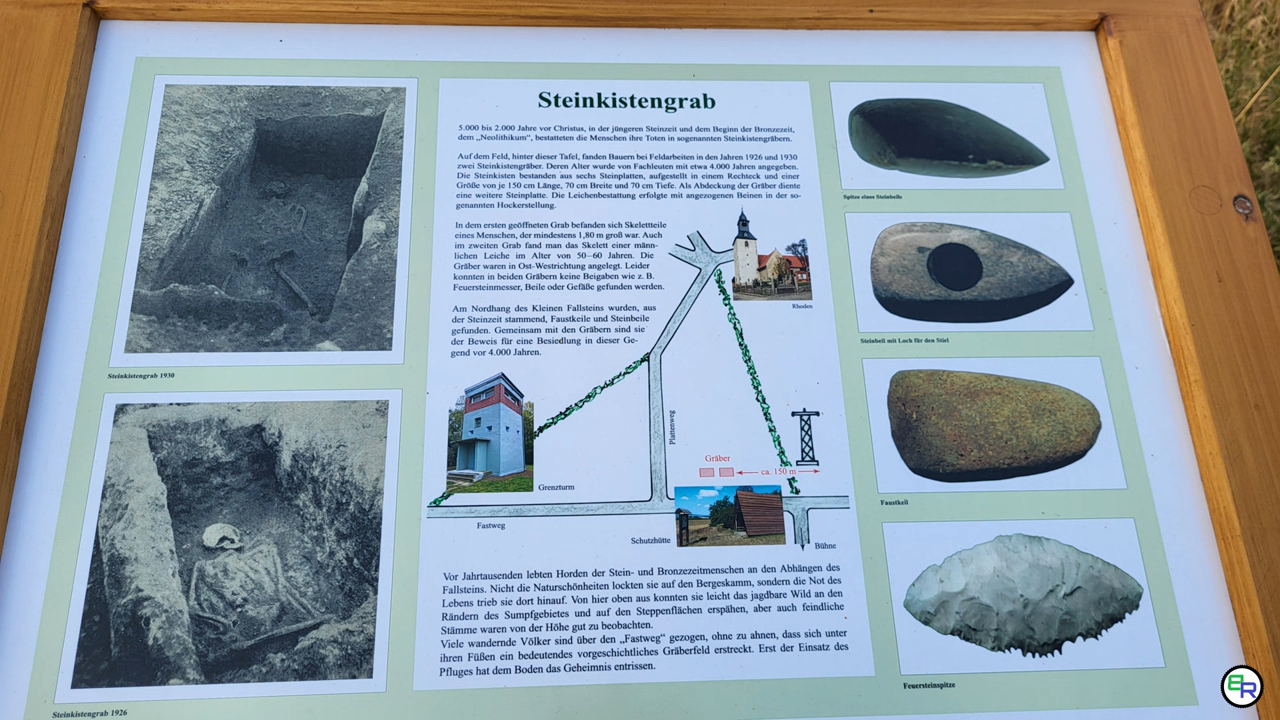 Steinkistengrab
5.000 bis 2.000 Jahre vor Christus, in der jüngeren Steinzeit und dem Beginn der Bronzezeit,
dem „Neolithikum“, bestatteten die Menschen ihre Toten in sogenannten Steinkistengräbern.
Auf dem Feld, hinter dieser Tafel, fanden Bauern bei Feldarbeiten in den Jahren 1926 und 1930
zwei Steinkistengräber. Deren Alter wurde von Fachleuten mit etwa 4.000 Jahren angegeben.
Die Steinkisten bestanden aus sechs Steinplatten, aufgestellt in einem Rechteck und einer
Größe von je 150 cm Länge, 70 cm Breite und 70 cm Tiefe. Als Abdeckung der Gräber diente
eine weitere Steinplatte. Die Leichenbestattung erfolgte mit angezogenen Beinen in der so-
genannten Hockerstellung.
In dem ersten geöffneten Grab befanden sich Skelettteile
eines Menschen, der mindestens 1,80 m groß war. Auch
im zweiten Grab fand man das Skelett einer männ-
lichen Leiche im Alter von 50–60 Jahren. Die
Gräber waren in Ost-Westrichtung angelegt. Leider
konnten in beiden Gräbern keine Beigaben wie z. B.
Feuersteinmesser, Beile oder Gefäße gefunden werden.
Am Nordhang des Kleinen Fallsteins wurden, aus
der Steinzeit stammend, Faustkeile und Steinbeile
gefunden. Gemeinsam mit den Gräbern sind sie
der Beweis für eine Besiedlung in dieser Ge-
gend vor 4.000 Jahren.
Rhoden
Plattenweg
Gräber
ca. 150 m
Grenzturm
Fastweg
Schutzhütte
Bühne
Vor Jahrtausenden lebten Horden der Stein- und Bronzezeitmenschen an den Abhängen des
Fallsteins. Nicht die Naturschönheiten lockten sie auf den Bergeskamm, sondern die Not des
Lebens trieb sie dort hinauf. Von hier oben aus konnten sie leicht das jagdbare Wild an den
Rändern des Sumpfgebietes und auf den Steppenflächen erspähen, aber auch feindliche
Stämme waren von der Höhe gut zu beobachten.
Viele wandernde Völker sind über den „Fastweg“ gezogen, ohne zu ahnen, dass sich unter
ihren Füßen ein bedeutendes vorgeschichtliches Gräberfeld erstreckt. Erst der Einsatz des
Pfluges hat dem Boden das Geheimnis entrissen.
Steinkistengrab 1930
Steinkistengrab 1926
Spitze eines Steinbeils
Steinbeil mit Loch für den Stiel
Faustkeil
Feuersteinspitze
BR